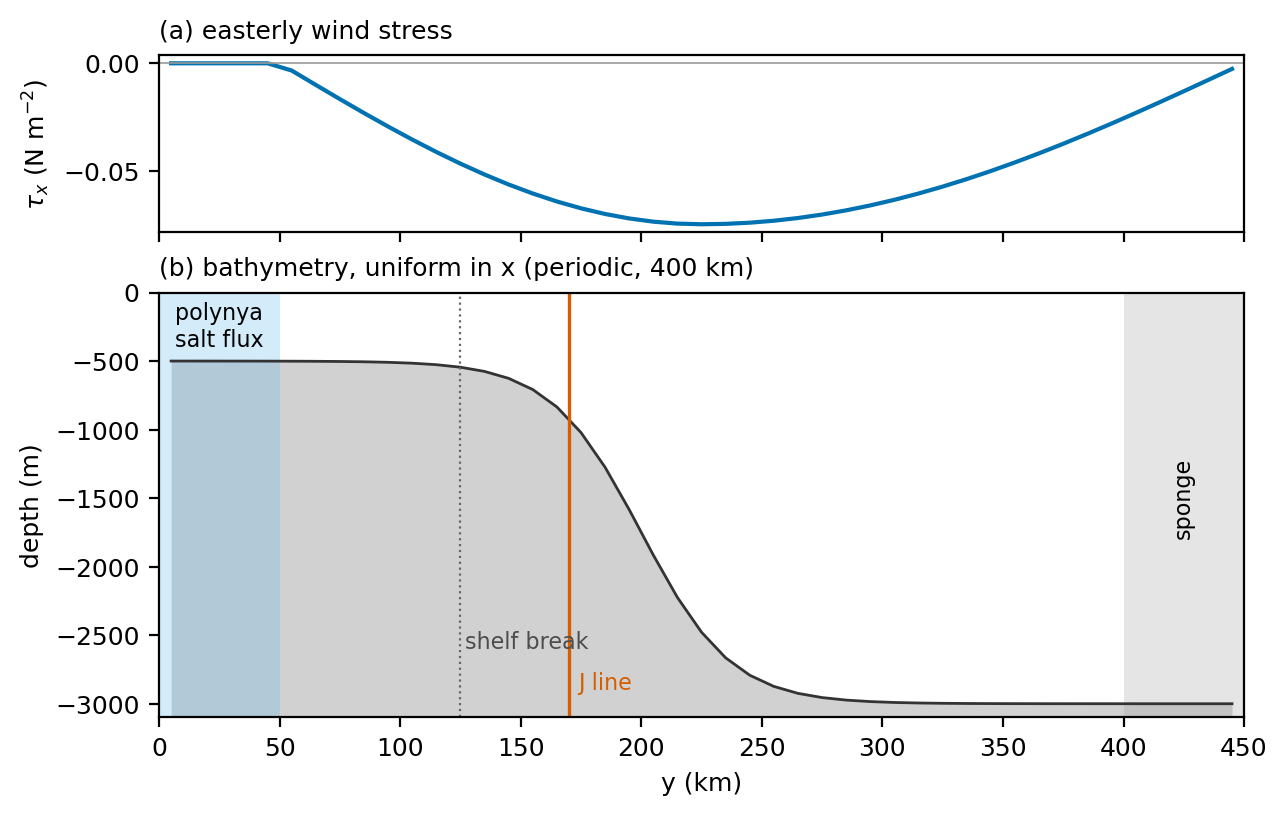 (a) easterly wind stress
0.00
−0.05
τx (N m−2)
(b) bathymetry, uniform in x (periodic, 400 km)
0
−500
−1000
−1500
−2000
−2500
−3000
depth (m)
polynya
salt flux
sponge
shelf break
J line
0 50 100 150 200 250 300 350 400 450
y (km)